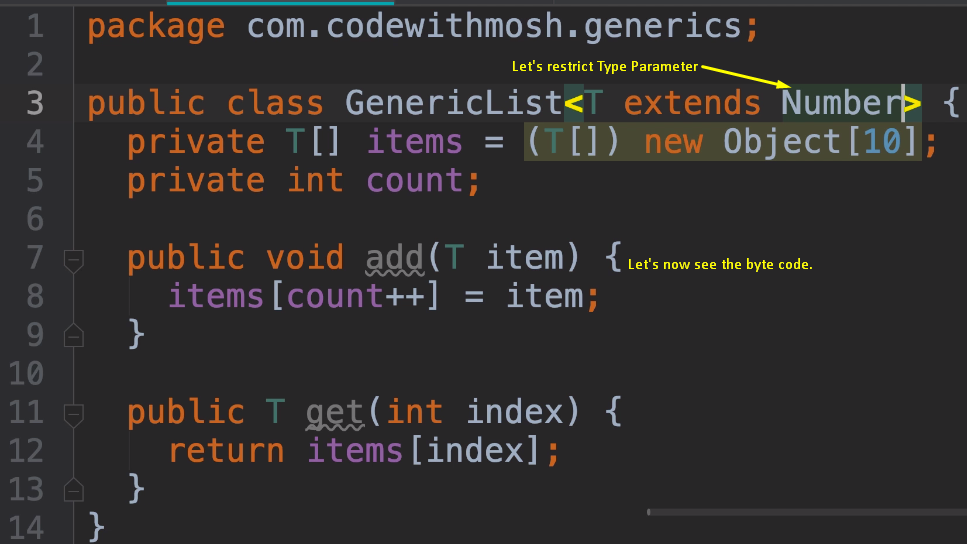 1 package com.codewithmosh.generics;
2 Let's restrict Type Parameter
3 public class GenericList<T extends Number> {
4 private T[] items = (T[]) new Object[10];
5 private int count;
6
7 public void add(T item) { Let's now see the byte code.
8 items[count++] = item;
9 }
10
11 public T get(int index) {
12 return items[index];
13 }
14 }